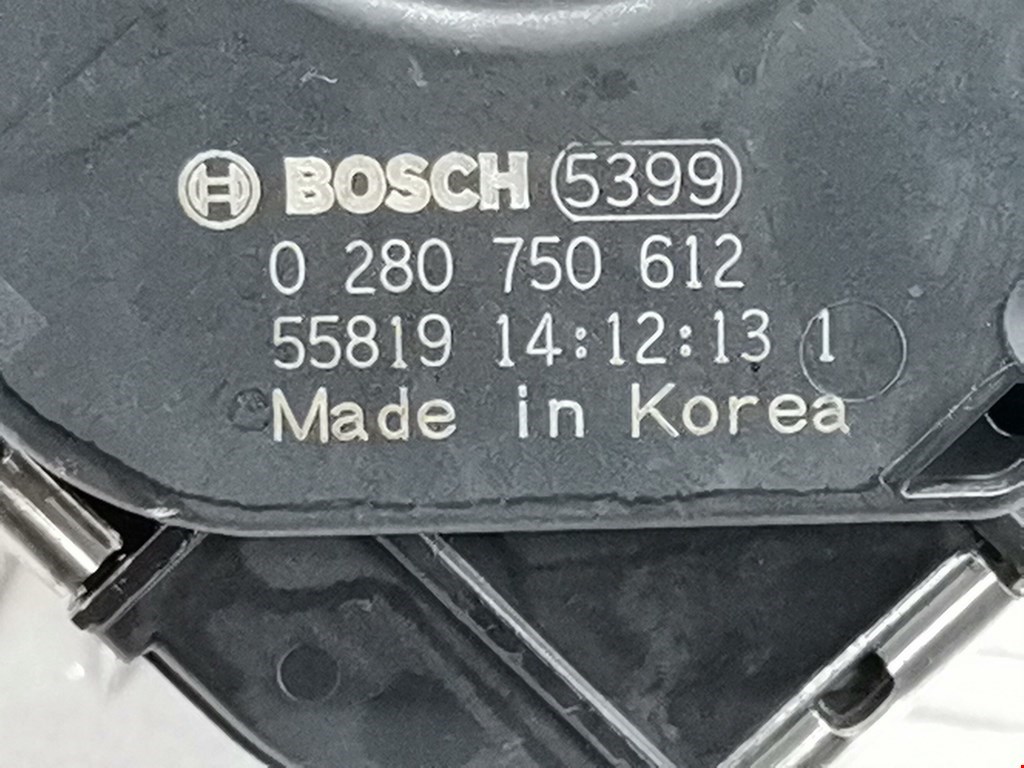 BOSCH 5399
0 280 750 612
55819 14:12:13 1
Made in Korea